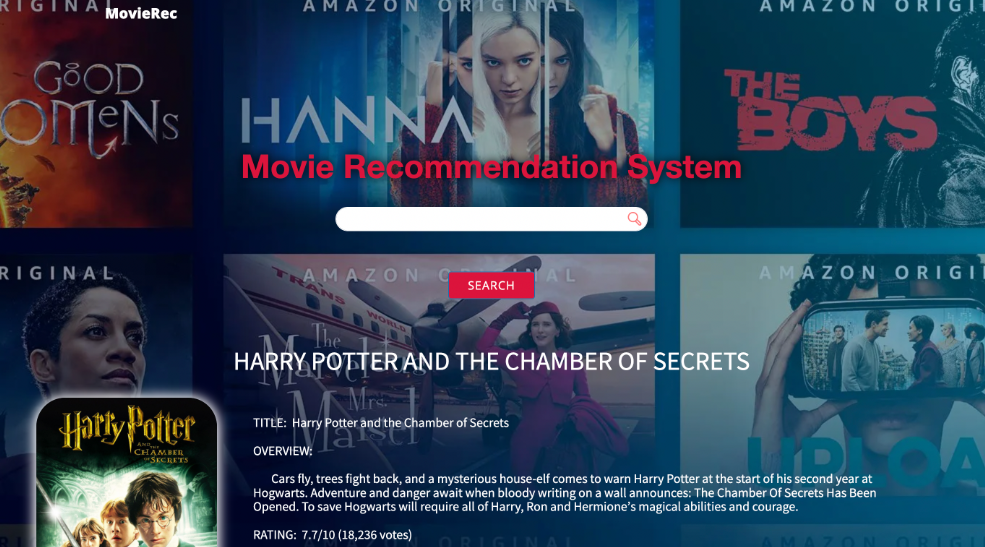 RIGINAL
AMAZON ORIGINAL
AMAZON ORIGI
MovieRec
GOOD
OMENS
HANNA
THE
BOYS
Movie Recommendation System
RIGINAL
AMAZON ORIGINAL
AMAZON ORIGI
SEARCH
TRANS
WORLD
The
Marvelous
Mrs.
Maisel
HARRY POTTER AND THE CHAMBER OF SECRETS
UPLOA
Harry Potter
AND THE
CHAMBER
OF SECRETS
TITLE: Harry Potter and the Chamber of Secrets
OVERVIEW:
Cars fly, trees fight back, and a mysterious house-elf comes to warn Harry Potter at the start of his second year at
Hogwarts. Adventure and danger await when bloody writing on a wall announces: The Chamber Of Secrets Has Been
Opened. To save Hogwarts will require all of Harry, Ron and Hermione's magical abilities and courage.
RATING: 7.7/10 (18,236 votes)